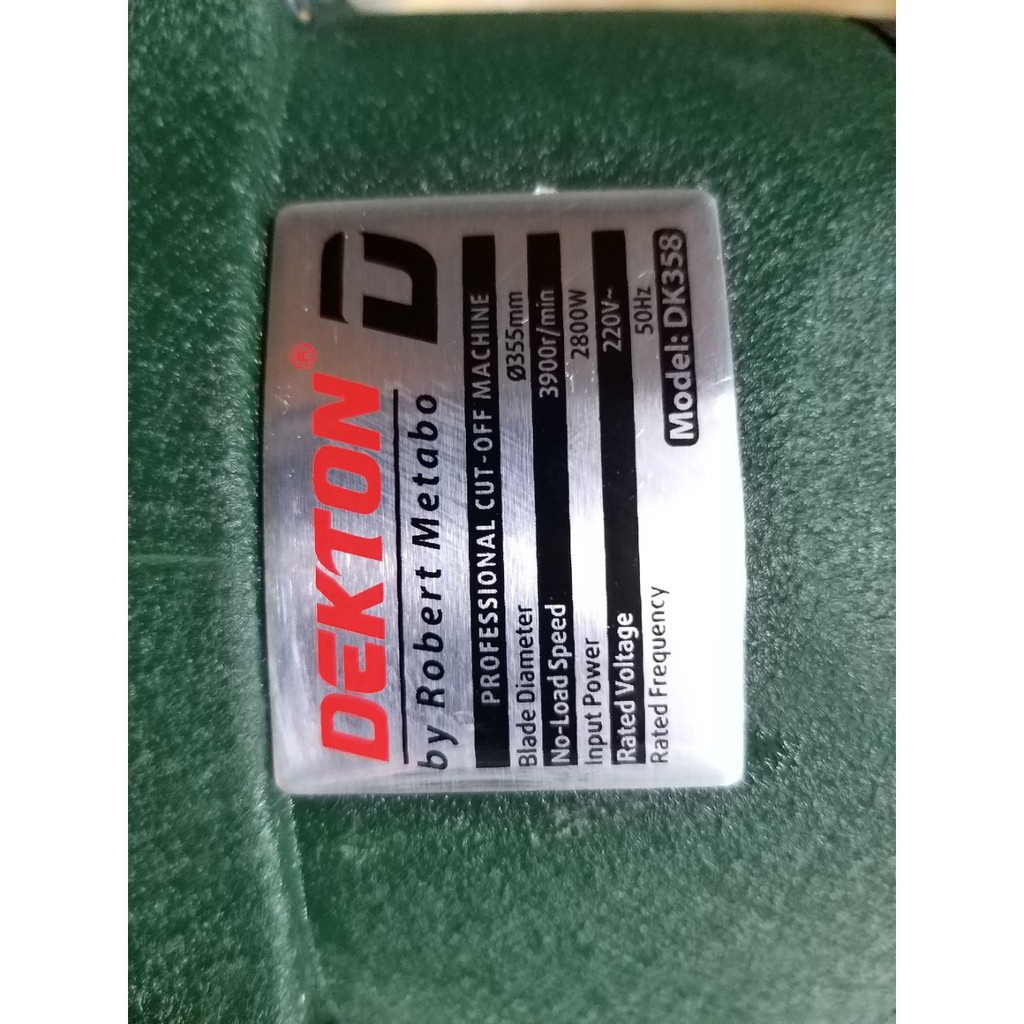 DEKTON®
by Robert Metabo
PROFESSIONAL CUT-OFF MACHINE
Blade Diameter Ø355mm
No-Load Speed 3900r/min
Input Power 2800W
Rated Voltage 220V~
Rated Frequency 50Hz
Model: DK358